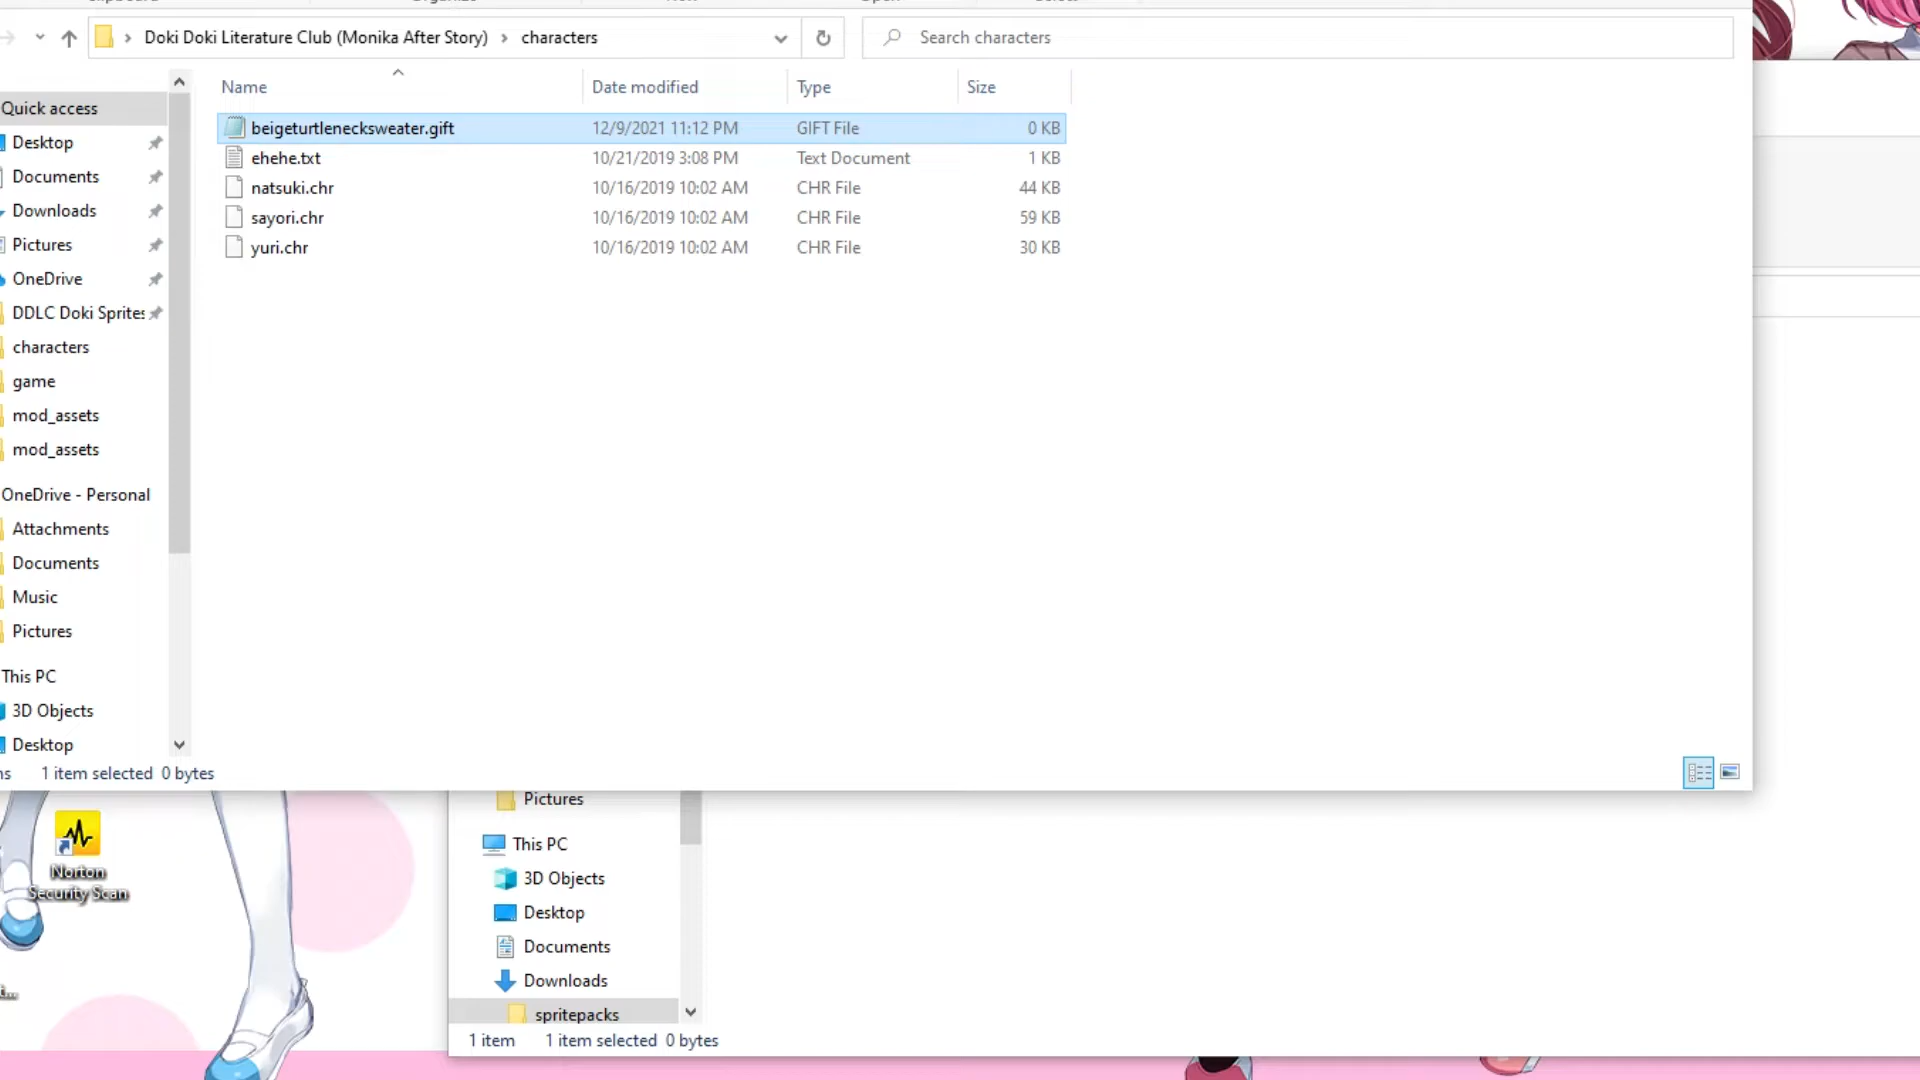 Doki Doki Literature Club (Monika After Story) › characters
Search characters
Name Date modified Type Size
beigeturtlenecksweater.gift 12/9/2021 11:12 PM GIFT File 0 KB
ehehe.txt 10/21/2019 3:08 PM Text Document 1 KB
natsuki.chr 10/16/2019 10:02 AM CHR File 44 KB
sayori.chr 10/16/2019 10:02 AM CHR File 59 KB
yuri.chr 10/16/2019 10:02 AM CHR File 30 KB
Quick access
Desktop
Documents
Downloads
Pictures
OneDrive
DDLC Doki Sprites
characters
game
mod_assets
mod_assets
OneDrive - Personal
Attachments
Documents
Music
Pictures
This PC
3D Objects
Desktop
1 item selected 0 bytes
Norton
Security Scan
Pictures
This PC
3D Objects
Desktop
Documents
Downloads
spritepacks
1 item 1 item selected 0 bytes